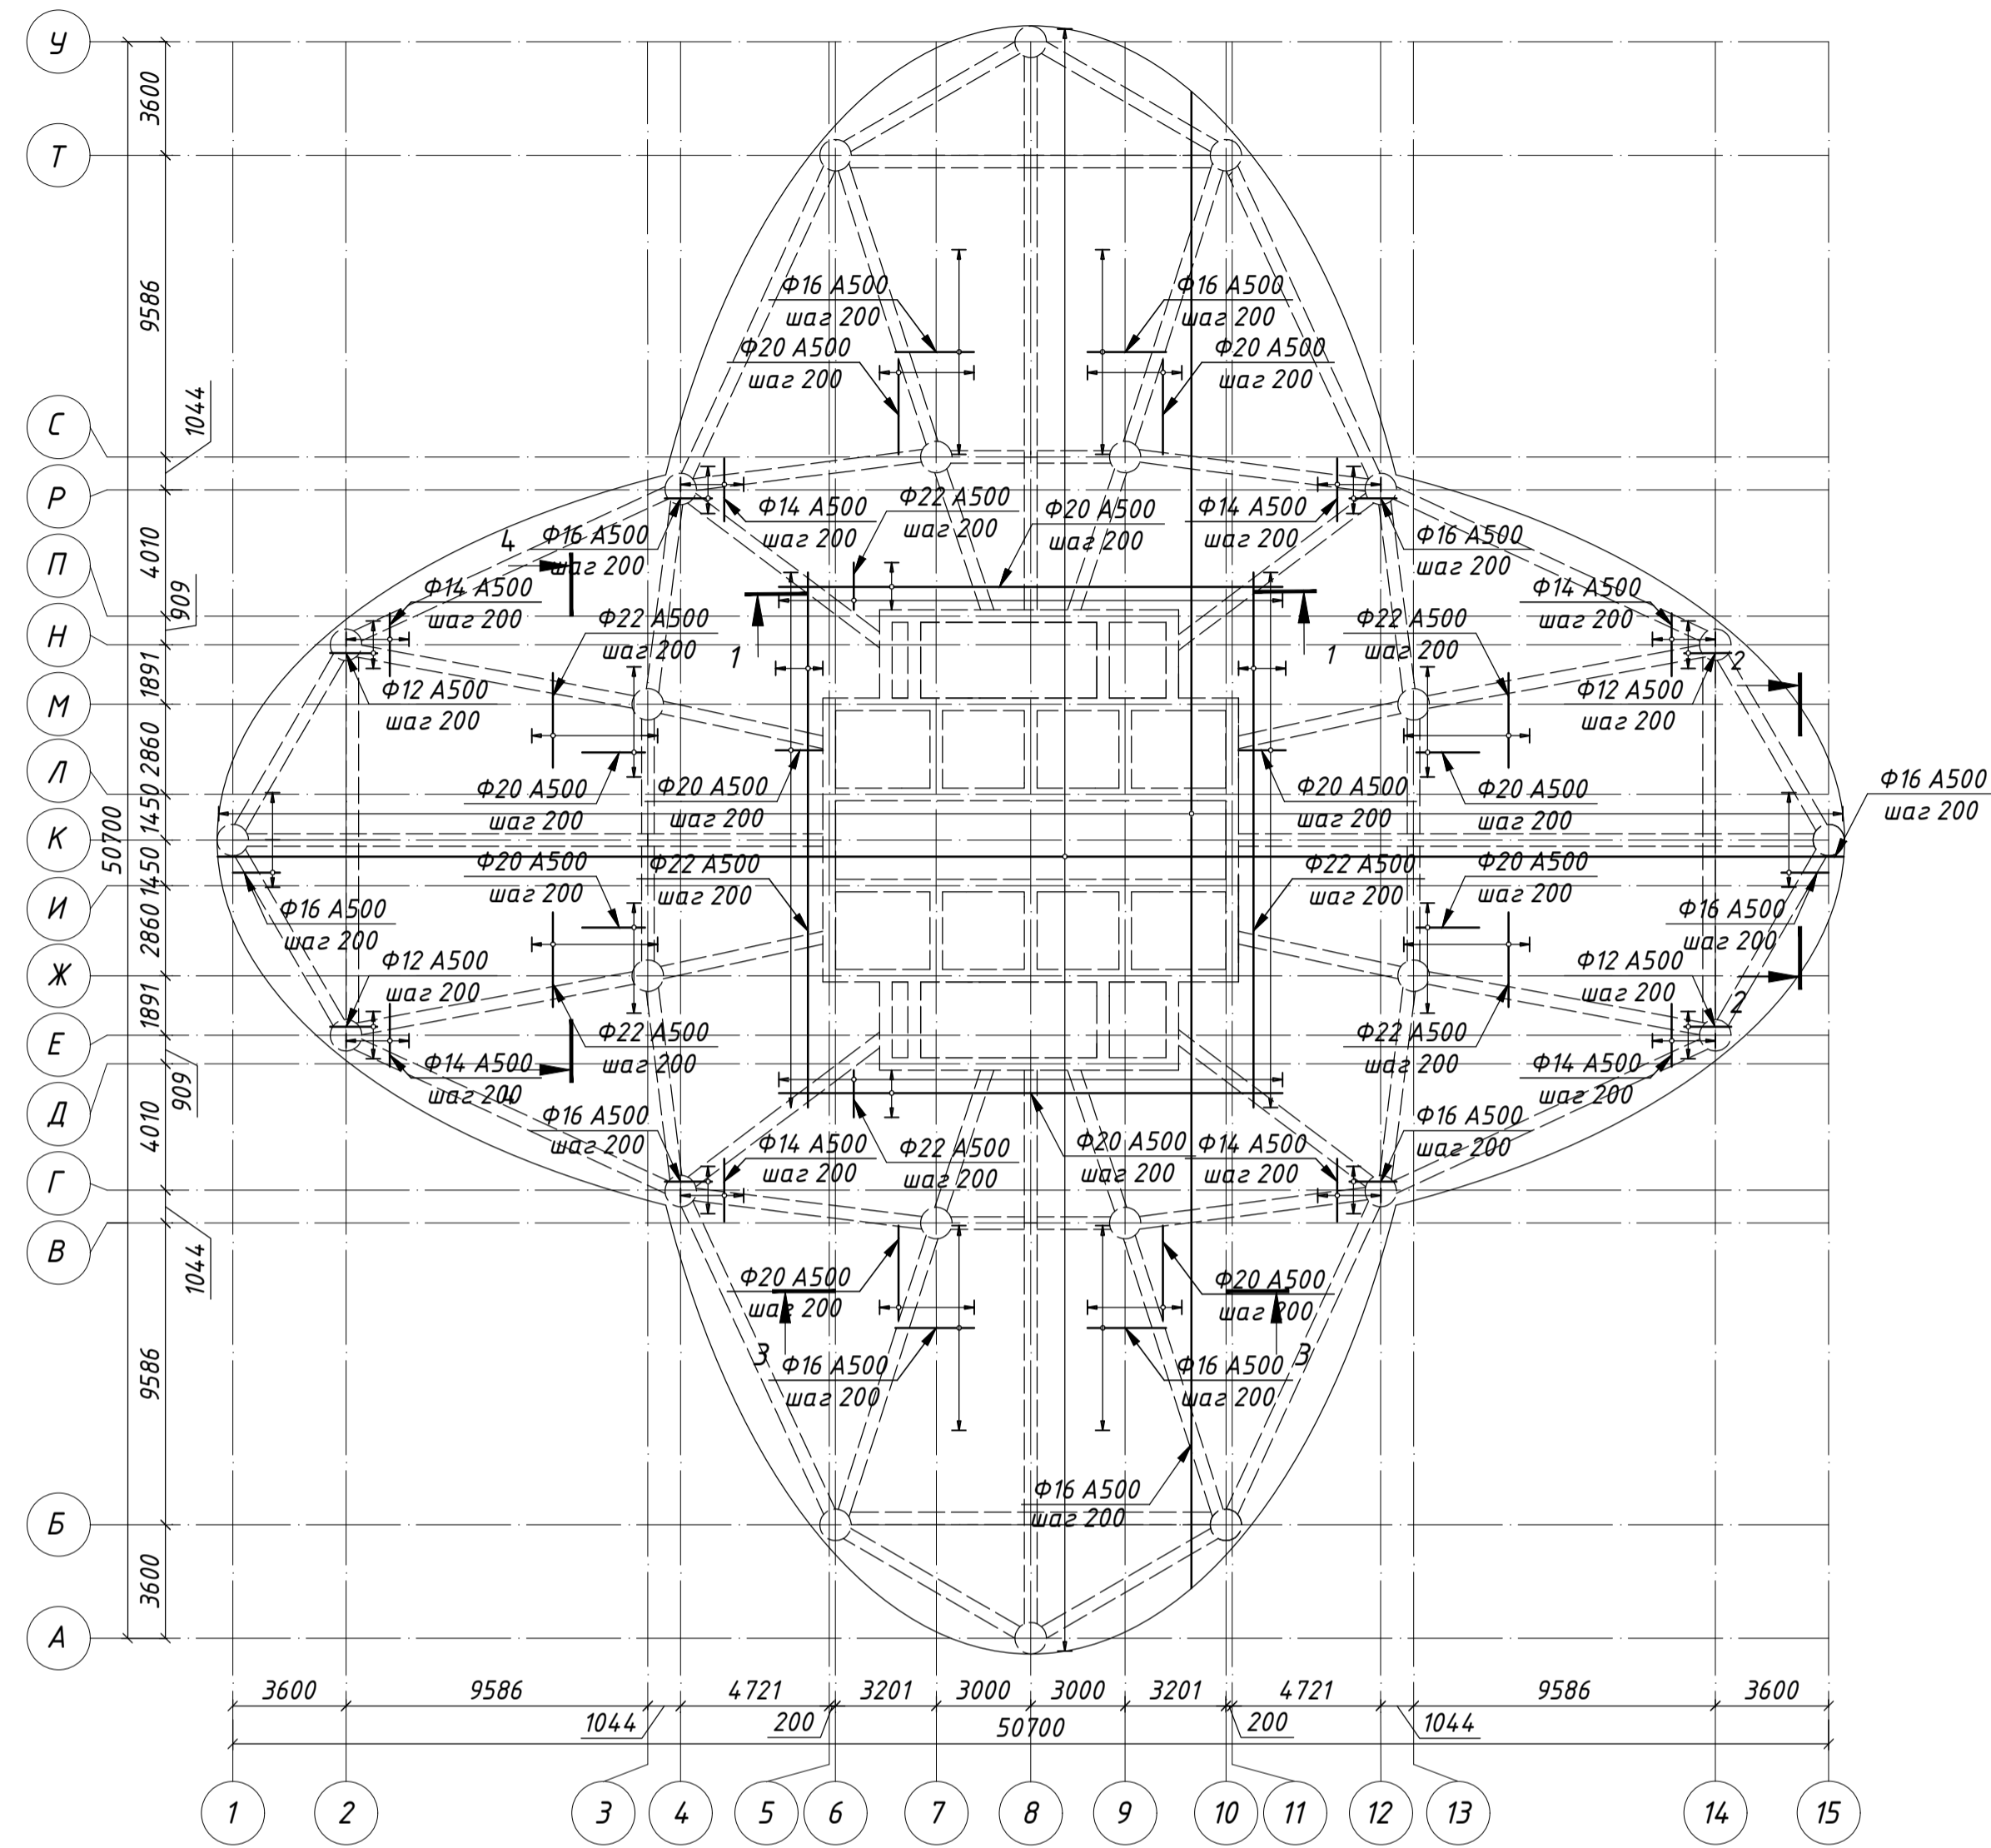 У
Т
С
Р
П
Н
М
Л
К
И
Ж
Е
Д
Г
В
Б
А
3600
9586
1044
4010
909
1891
2860
1450
1450
2860
1891
909
4010
1044
9586
3600
50700
Ф16 А500
шаг 200
Ф16 А500
шаг 200
Ф20 А500
шаг 200
Ф20 А500
шаг 200
Ф14 А500
шаг 200
Ф22 А500
шаг 200
Ф20 А500
шаг 200
Ф14 А500
шаг 200
4
Ф16 А500
шаг 200
Ф16 А500
шаг 200
Ф14 А500
шаг 200
Ф14 А500
шаг 200
Ф22 А500
шаг 200
1
1
Ф22 А500
шаг 200
2
Ф12 А500
шаг 200
Ф12 А500
шаг 200
Ф20 А500
шаг 200
Ф20 А500
шаг 200
Ф20 А500
шаг 200
Ф20 А500
шаг 200
Ф16 А500
шаг 200
Ф20 А500
шаг 200
Ф22 А500
шаг 200
Ф22 А500
шаг 200
Ф20 А500
шаг 200
Ф16 А500
шаг 200
Ф16 А500
шаг 200
Ф12 А500
шаг 200
Ф12 А500
шаг 200
2
Ф22 А500
шаг 200
Ф22 А500
шаг 200
Ф14 А500
шаг 200
4
Ф14 А500
шаг 200
Ф16 А500
шаг 200
Ф14 А500
шаг 200
Ф22 А500
шаг 200
Ф20 А500
шаг 200
Ф14 А500
шаг 200
Ф16 А500
шаг 200
Ф20 А500
шаг 200
Ф20 А500
шаг 200
3
3
Ф16 А500
шаг 200
Ф16 А500
шаг 200
Ф16 А500
шаг 200
3600 9586 4721 3201 3000 3000 3201 4721 9586 3600
1044 200 50700 200 1044
1 2 3 4 5 6 7 8 9 10 11 12 13 14 15